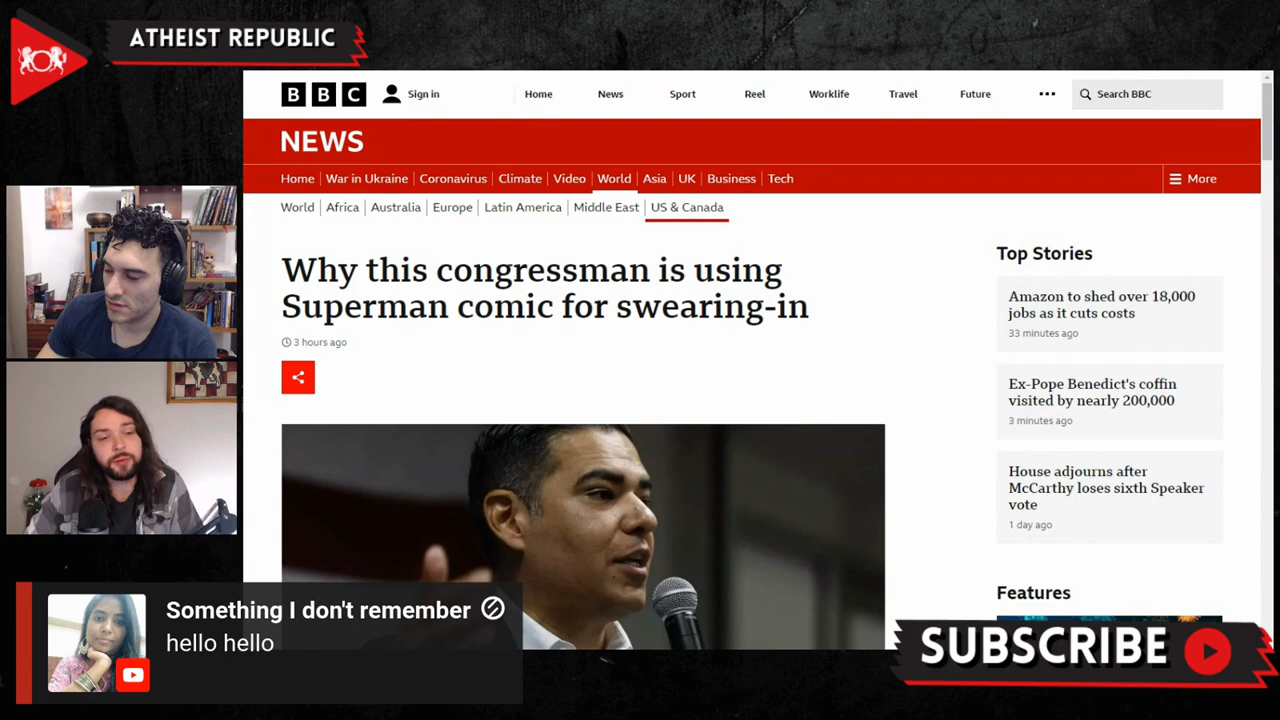 ATHEIST REPUBLIC
BBC Sign in Home News Sport Reel Worklife Travel Future ••• Search BBC
NEWS
Home War in Ukraine Coronavirus Climate Video World Asia UK Business Tech More
World Africa Australia Europe Latin America Middle East US & Canada
Why this congressman is using
Superman comic for swearing-in
3 hours ago
Top Stories
Amazon to shed over 18,000
jobs as it cuts costs
33 minutes ago
Ex-Pope Benedict's coffin
visited by nearly 200,000
3 minutes ago
House adjourns after
McCarthy loses sixth Speaker
vote
1 day ago
Features
Something I don't remember
hello hello
SUBSCRIBE